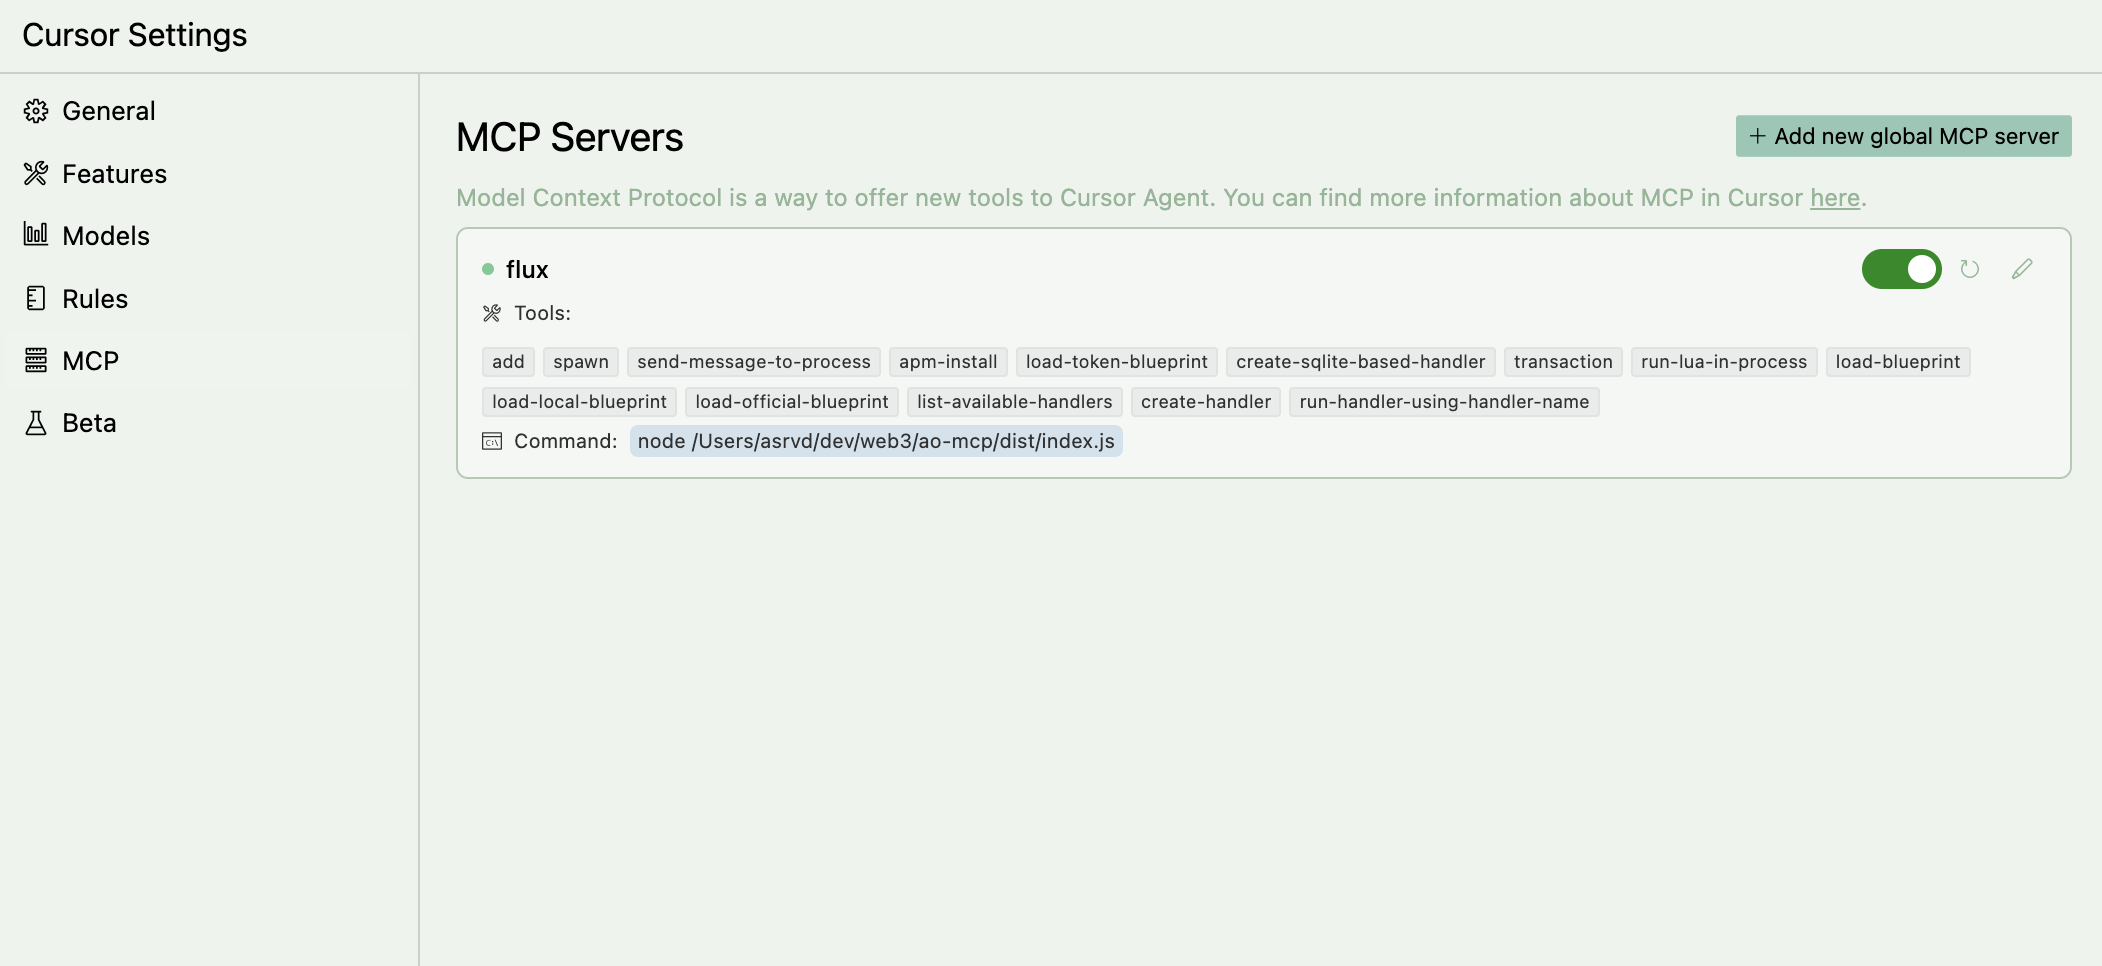 Cursor Settings
General
Features
Models
Rules
MCP
Beta
MCP Servers
+ Add new global MCP server
Model Context Protocol is a way to offer new tools to Cursor Agent. You can find more information about MCP in Cursor here.
flux
Tools:
add spawn send-message-to-process apm-install load-token-blueprint create-sqlite-based-handler transaction run-lua-in-process load-blueprint
load-local-blueprint load-official-blueprint list-available-handlers create-handler run-handler-using-handler-name
Command: node /Users/asrvd/dev/web3/ao-mcp/dist/index.js